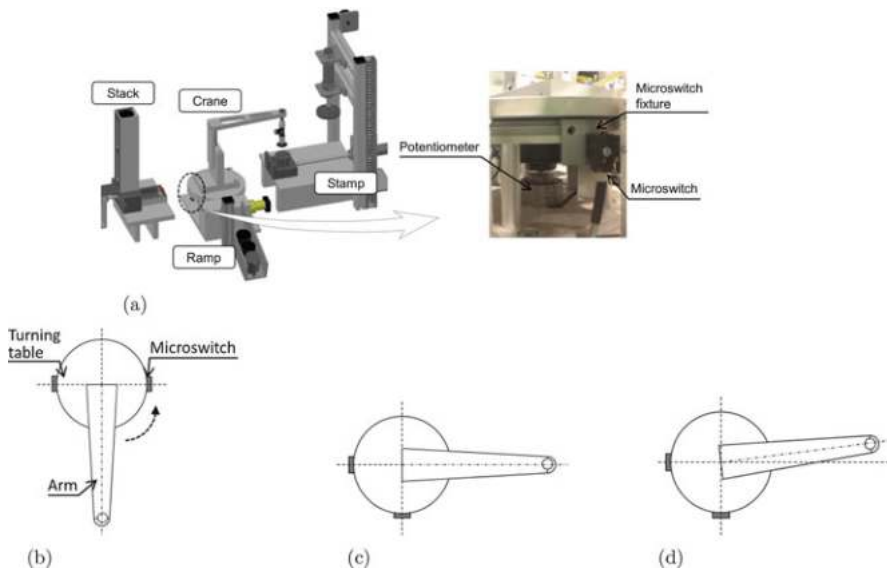 Stack
Crane
Stamp
Ramp
Microswitch
fixture
Potentiometer
Microswitch
(a)
Turning
table
Microswitch
Arm
(b)
(c)
(d)